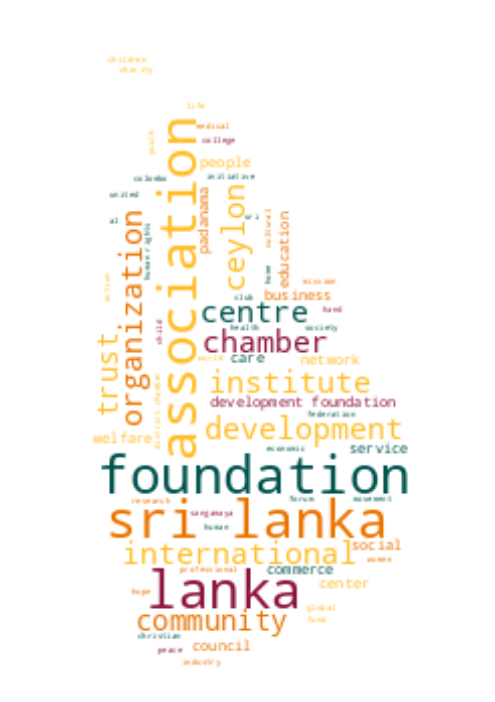 children
charity
life
association
medical
youth
college
people
colombo
initiative
ceylon
padanama
united
organization
sri
cultural
education
al
human rights
home
action
mission
club
business
centre
hand
child
health
society
trust
chamber
world
care
network
institute
district chamber
development foundation
federation
development
welfare
economic
service
foundation
research
forum
movement
sri lanka
sangamaya
human
international
social
women
professional
commerce
lanka
center
hope
global
community
fund
christian
peace
council
industry